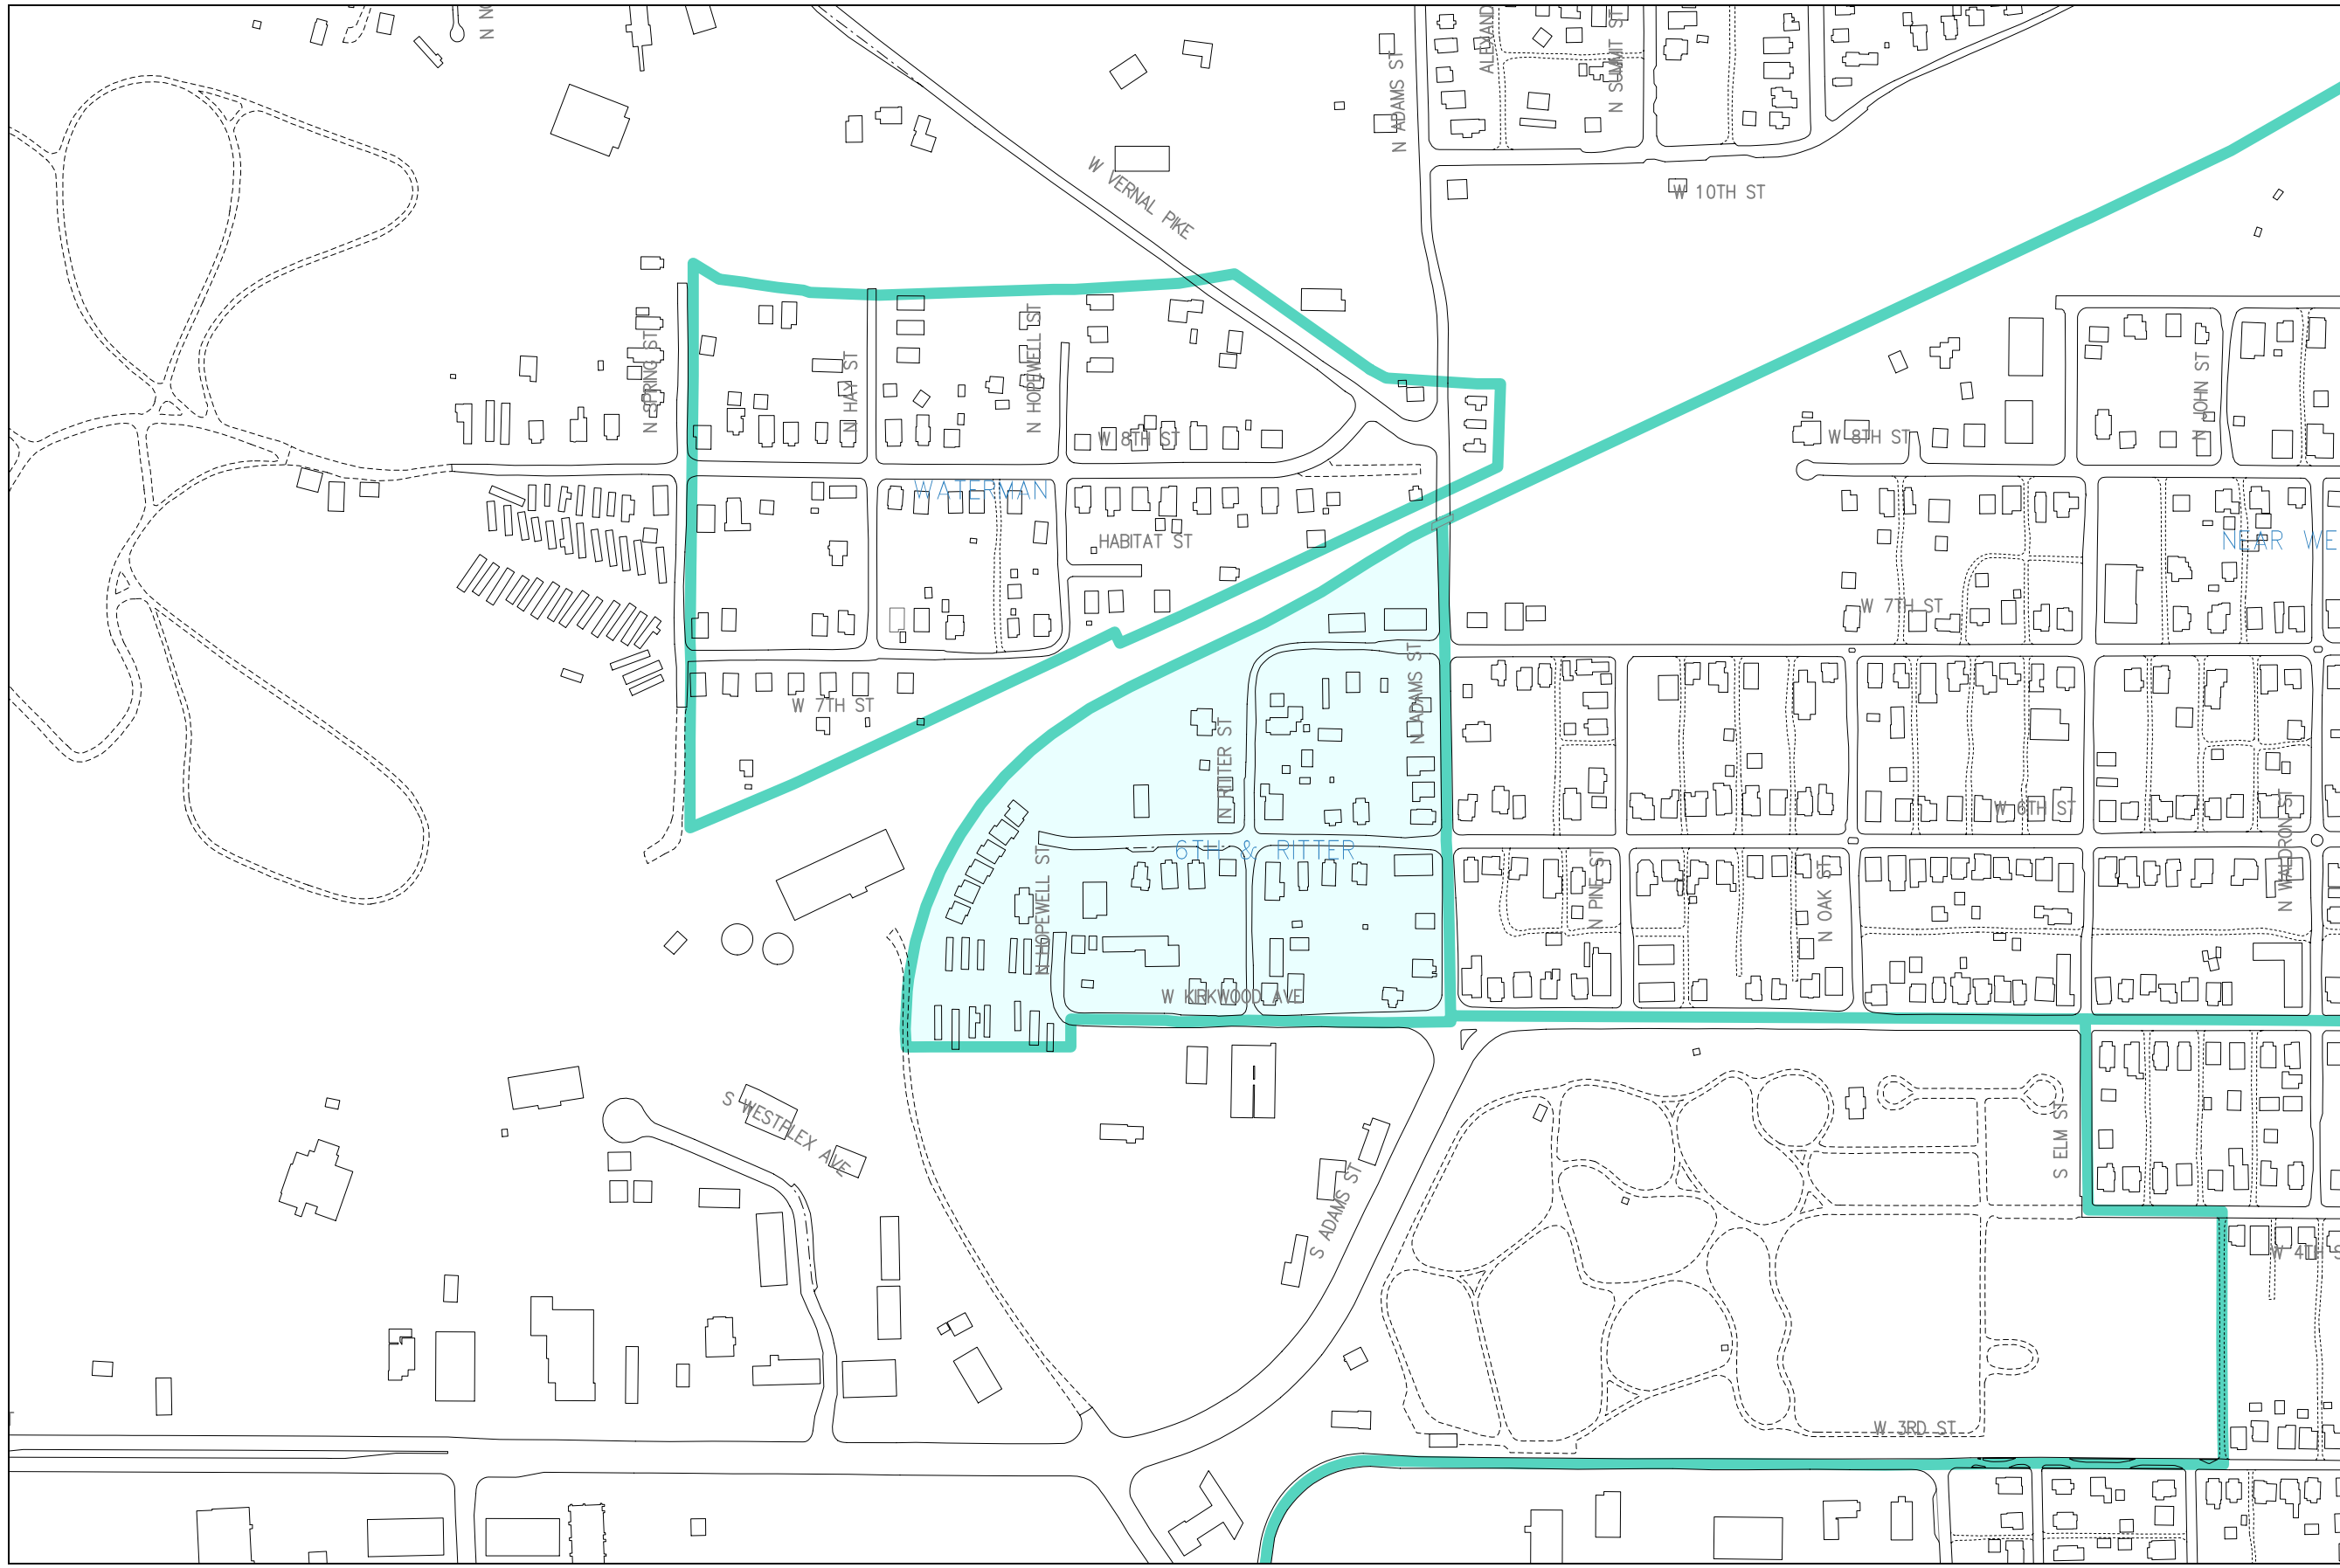 N SUMMIT ST
N ADAMS ST
W 10TH ST
W VERNAL PIKE
N SPRING ST
N HAY ST
N HOPEWELL ST
N JOHN ST
W 8TH ST
W 8TH ST
WATERMAN
HABITAT ST
NEAR WE
W 7TH ST
W 7TH ST
N ADAMS ST
N RITTER ST
W 6TH ST
N WALDRON ST
6TH & RITTER
N HOPEWELL ST
N PINE ST
N OAK ST
W KIRKWOOD AVE
S WESTPLEX AVE
S ELM ST
S ADAMS ST
W 4TH S
W 3RD ST